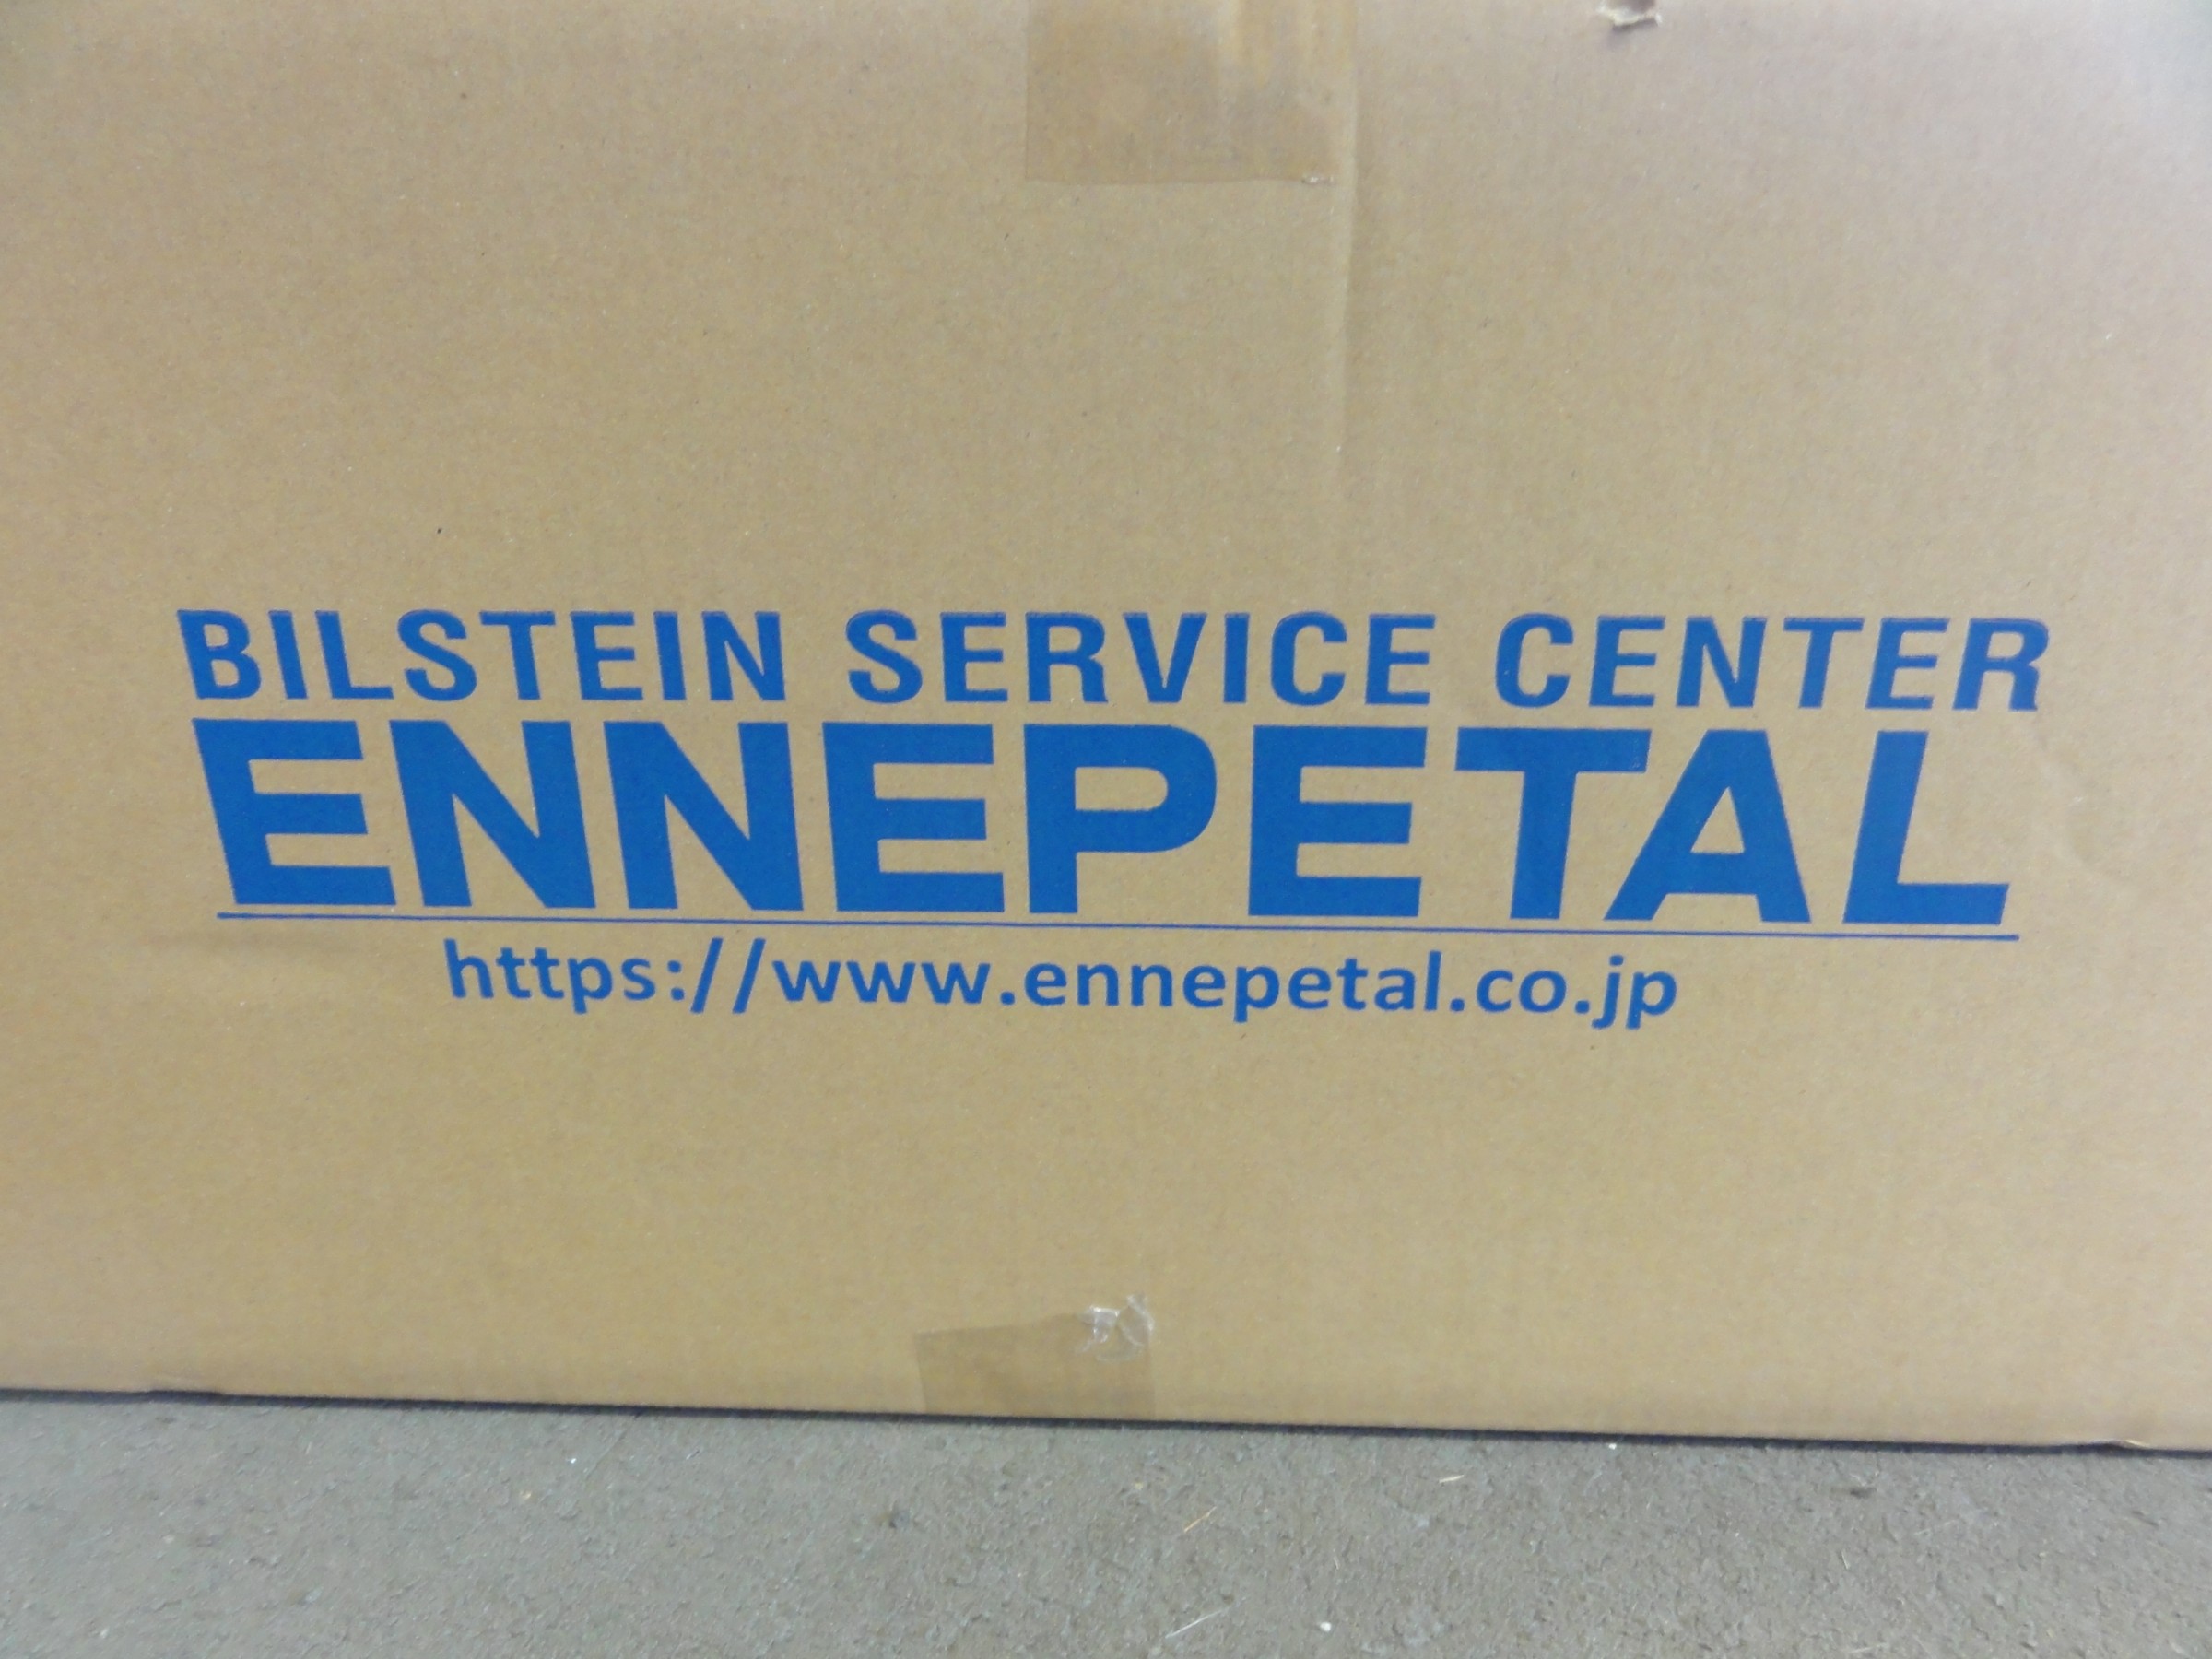 BILSTEIN SERVICE CENTER
ENNEPETAL
https://www.ennepetal.co.jp